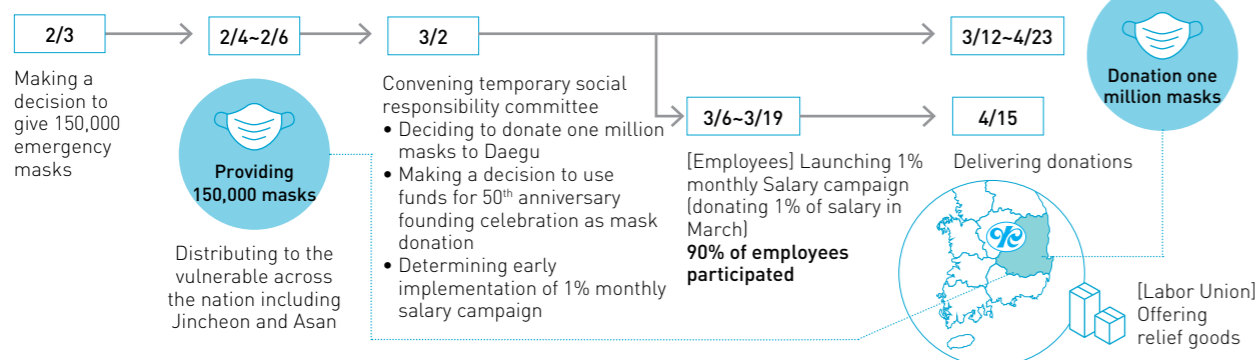 2/3
Making a
decision to
give 150,000
emergency
masks
2/4~2/6
Providing
150,000 masks
Distributing to the
vulnerable across
the nation including
Jincheon and Asan
3/2
Convening temporary social
responsibility committee
• Deciding to donate one million
masks to Daegu
• Making a decision to use
funds for 50th anniversary
founding celebration as mask
donation
• Determining early
implementation of 1% monthly
salary campaign
3/6~3/19
[Employees] Launching 1%
monthly Salary campaign
(donating 1% of salary in
March)
90% of employees
participated
3/12~4/23
Donation one
million masks
4/15
Delivering donations
[Labor Union]
Offering
relief goods